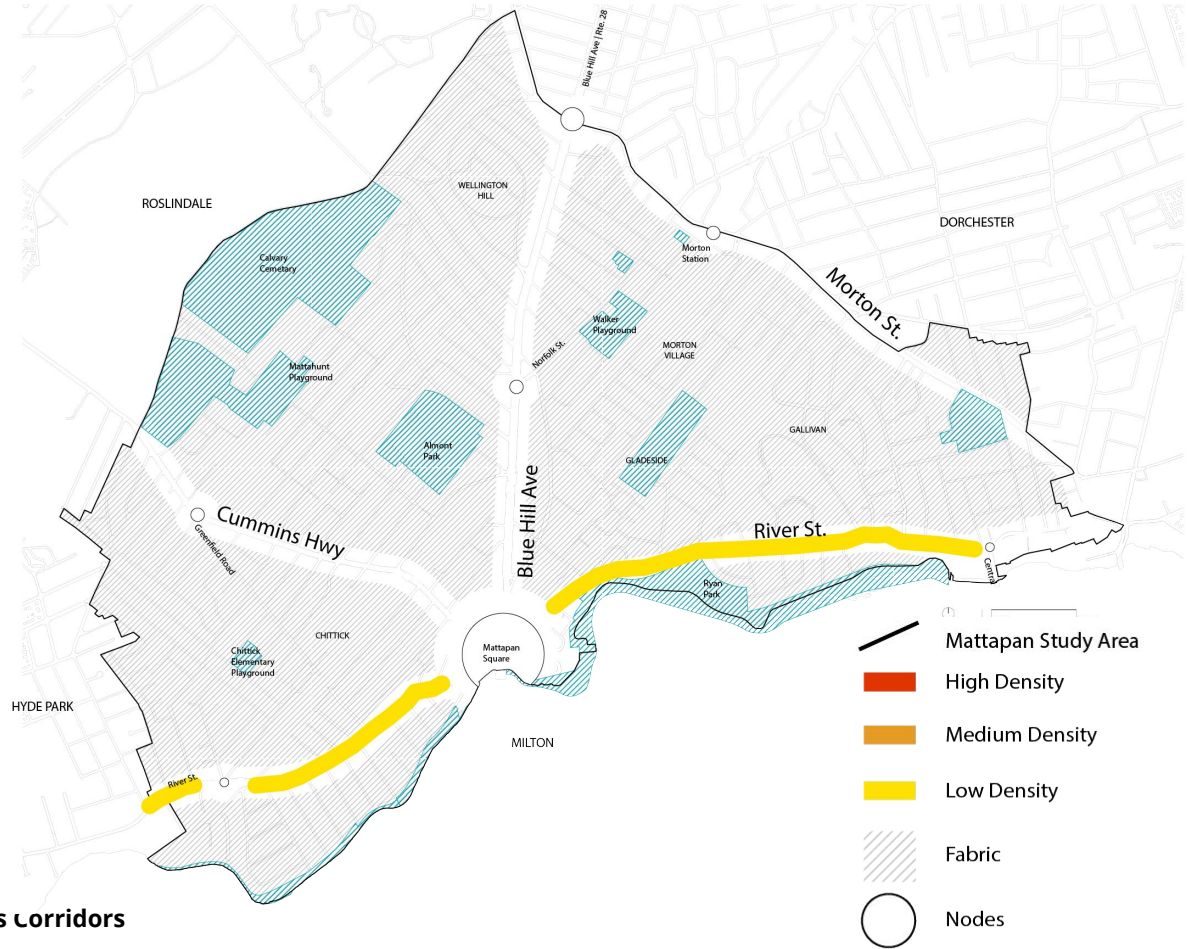 Blue Hill Ave | Rte. 28
WELLINGTON
HILL
ROSLINDALE
DORCHESTER
Morton
Station
Calvary
Cemetary
Morton St.
Walker
Playground
Norfolk St.
MORTON
VILLAGE
Mattahunt
Playground
Almont
Park
GALLIVAN
GLADESIDE
Blue Hill Ave
Cummins Hwy
River St.
Greenfield Road
Central
Ryan
Park
CHITTICK
Mattapan
Square
Chittick
Elementary
Playground
HYDE PARK
MILTON
River St.
Mattapan Study Area
High Density
Medium Density
Low Density
Fabric
Nodes
s Corridors